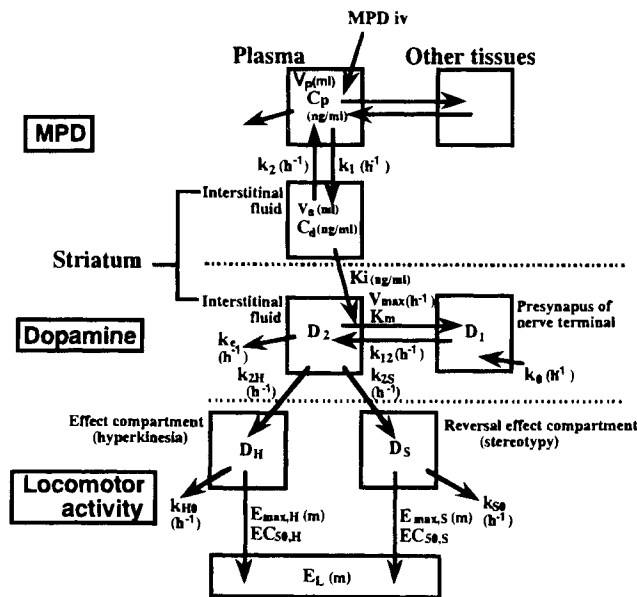 MPD iv
Plasma
Other tissues
Vp(ml)
Cp
(ng/ml)
MPD
k2 (h-1)
k1 (h-1)
Interstitinal
fluid
Va (ml)
Cd(ng/ml)
Striatum
Ki(ng/ml)
Interstitinal
fluid
Vmax(h-1)
Km
Presynapus of
nerve terminal
D2
D1
Dopamine
ke
(h-1)
k12 (h-1)
k0 (h-1)
k2H
(h-1)
k2S
(h-1)
Effect compartment
(hyperkinesia)
Reversal effect compartment
(stereotypy)
DH
DS
Locomotor
activity
kH0
(h-1)
kS0
(h-1)
Emax,H (m)
EC50,H
Emax,S (m)
EC50,S
EL (m)